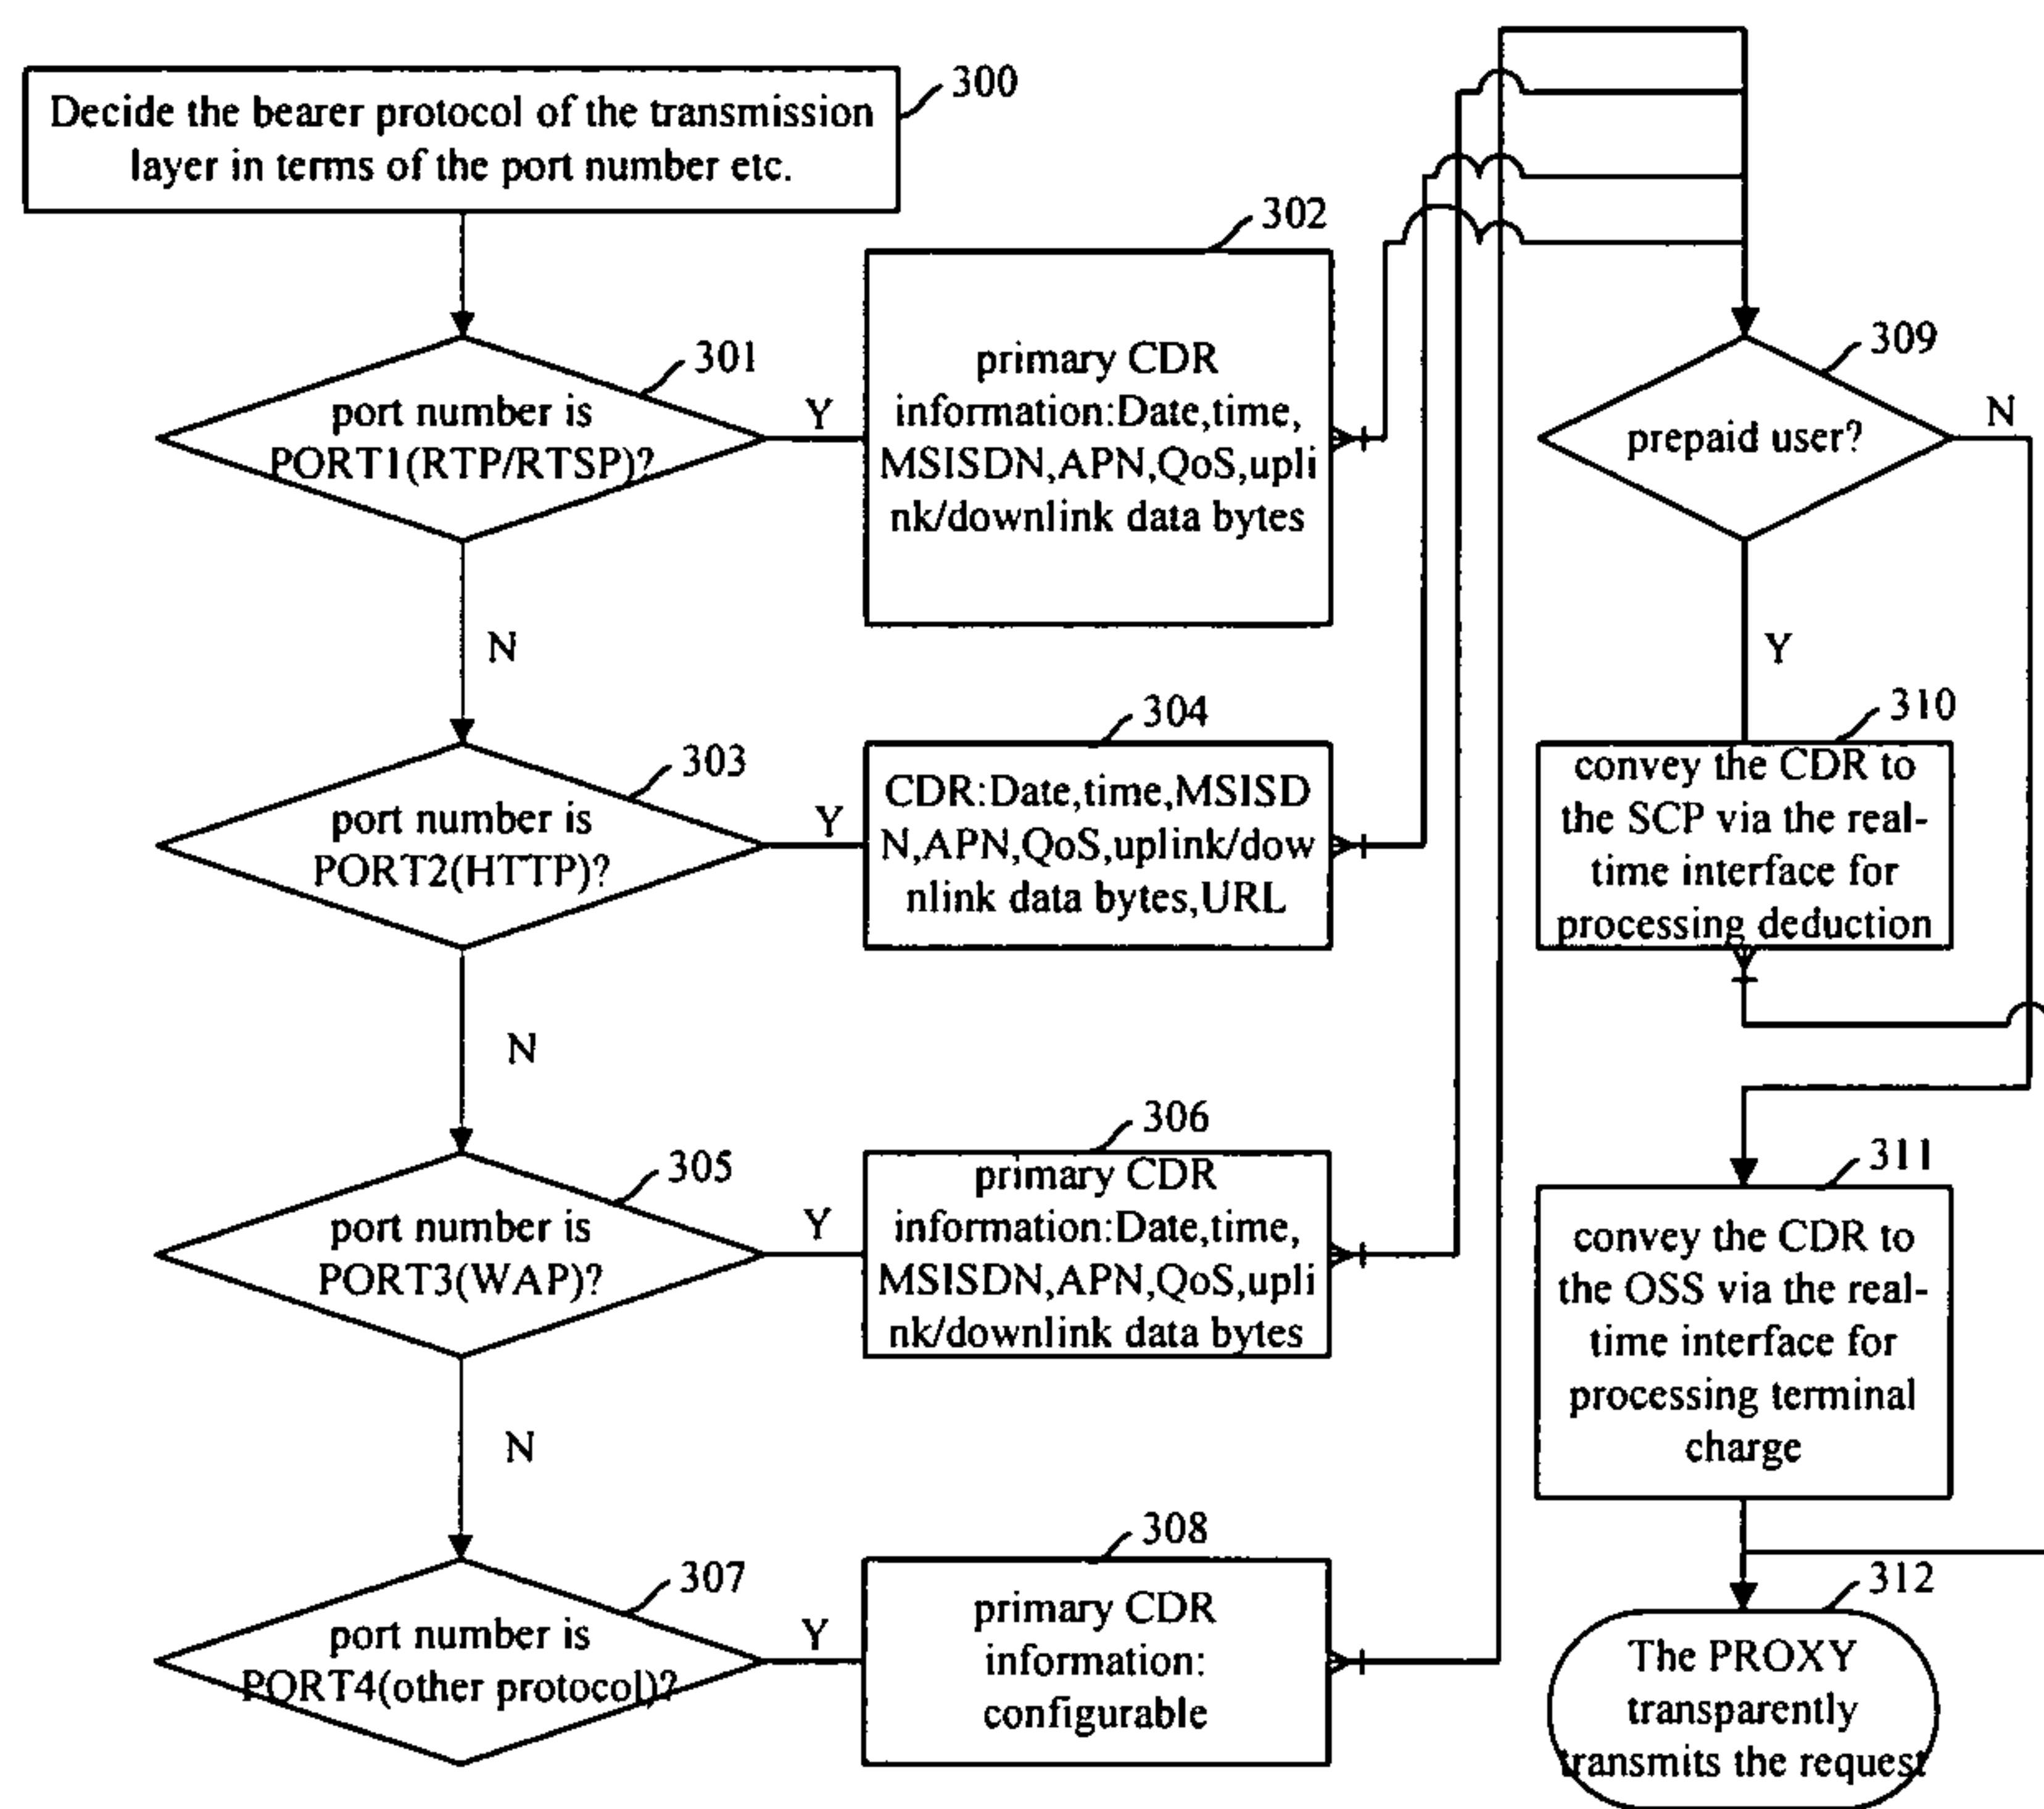 300
Decide the bearer protocol of the transmission
layer in terms of the port number etc.
301
port number is
PORT1(RTP/RTSP)?
Y
N
302
primary CDR
information:Date,time,
MSISDN,APN,QoS,upli
nk/downlink data bytes
303
port number is
PORT2(HTTP)?
Y
N
304
CDR:Date,time,MSISD
N,APN,QoS,uplink/dow
nlink data bytes,URL
305
port number is
PORT3(WAP)?
Y
N
306
primary CDR
information:Date,time,
MSISDN,APN,QoS,upli
nk/downlink data bytes
307
port number is
PORT4(other protocol)?
Y
308
primary CDR
information:
configurable
309
prepaid user?
N
Y
310
convey the CDR to
the SCP via the real-
time interface for
processing deduction
311
convey the CDR to
the OSS via the real-
time interface for
processing terminal
charge
312
The PROXY
transparently
transmits the request